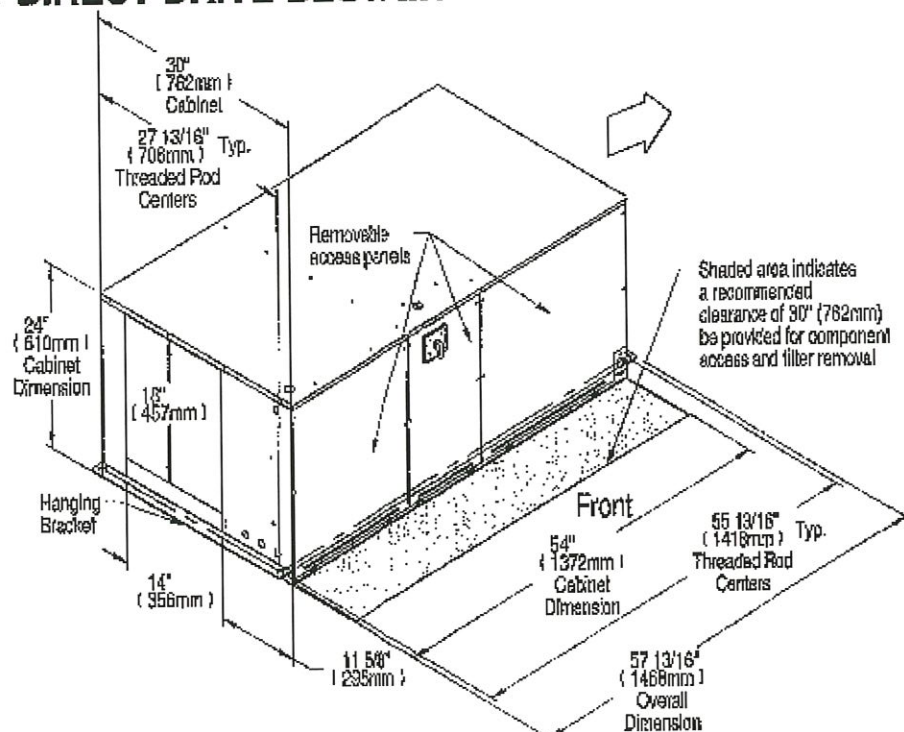 30"
( 762mm )
Cabinet
27 13/16" Typ.
( 706mm )
Threaded Rod
Centers
Removable
access panels
Shaded area indicates
a recommended
clearance of 30" (762mm)
be provided for component
access and filter removal
24"
( 610mm )
Cabinet
Dimension
18"
( 457mm )
Hanging
Bracket
14"
( 356mm )
11 5/8"
( 295mm )
Front
54"
( 1372mm )
Cabinet
Dimension
55 13/16" Typ.
( 1418mm )
Threaded Rod
Centers
57 13/16"
( 1468mm )
Overall
Dimension